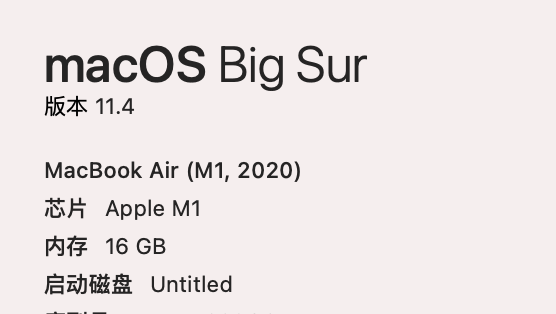 macOS Big Sur
版本 11.4
MacBook Air (M1, 2020)
芯片 Apple M1
内存 16 GB
启动磁盘 Untitled